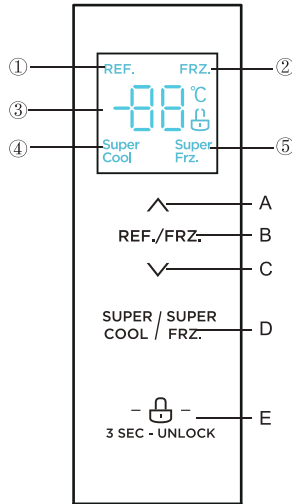 ① REF. FRZ. ②
③ -88 °C
④ Super Super ⑤
Cool Frz.
A
REF./FRZ. B
C
SUPER / SUPER
COOL / FRZ. D
- - E
3 SEC - UNLOCK